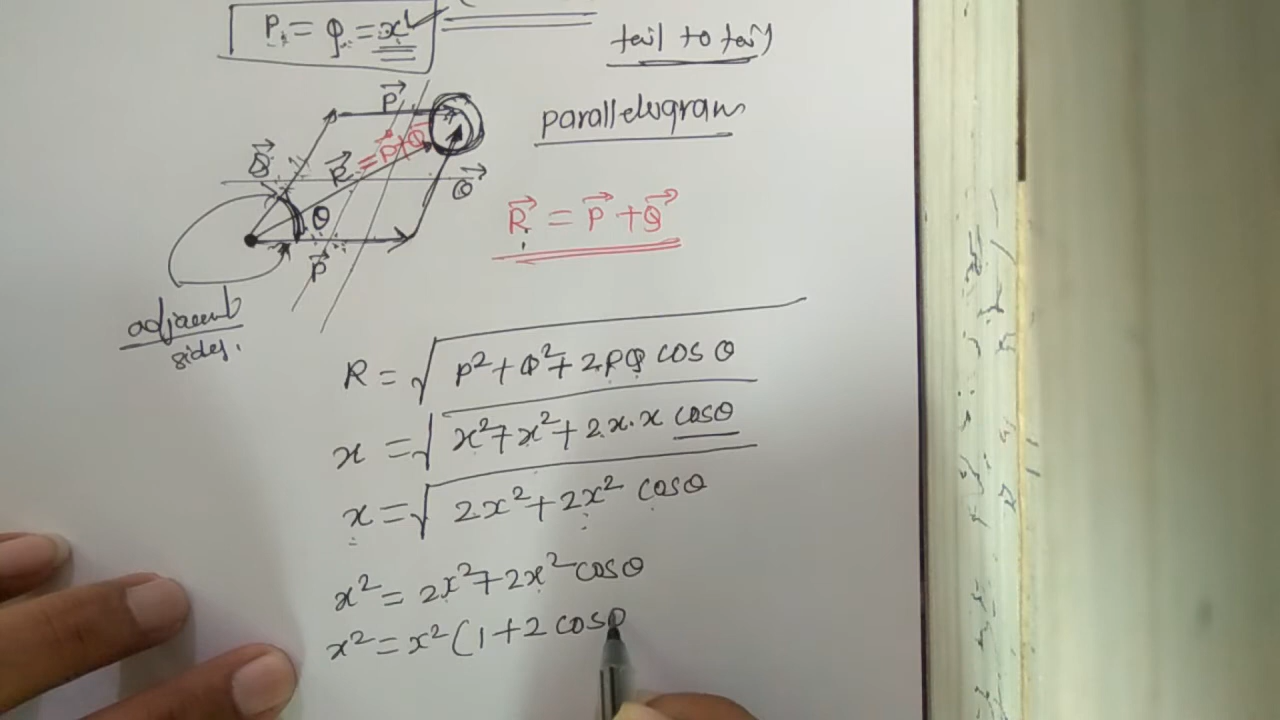 P = Q = x
tail to tail
parallelogram
P⃗
Q⃗
R⃗ = P⃗+Q⃗
Q⃗
θ
P⃗
R⃗ = P⃗ + Q⃗
adjacent
sides.
R = √P² + Q² + 2PQ cosθ
x = √x² + x² + 2x.x cosθ
x = √2x² + 2x² cosθ
x² = 2x² + 2x² cosθ
x² = x² (1 + 2 cosθ